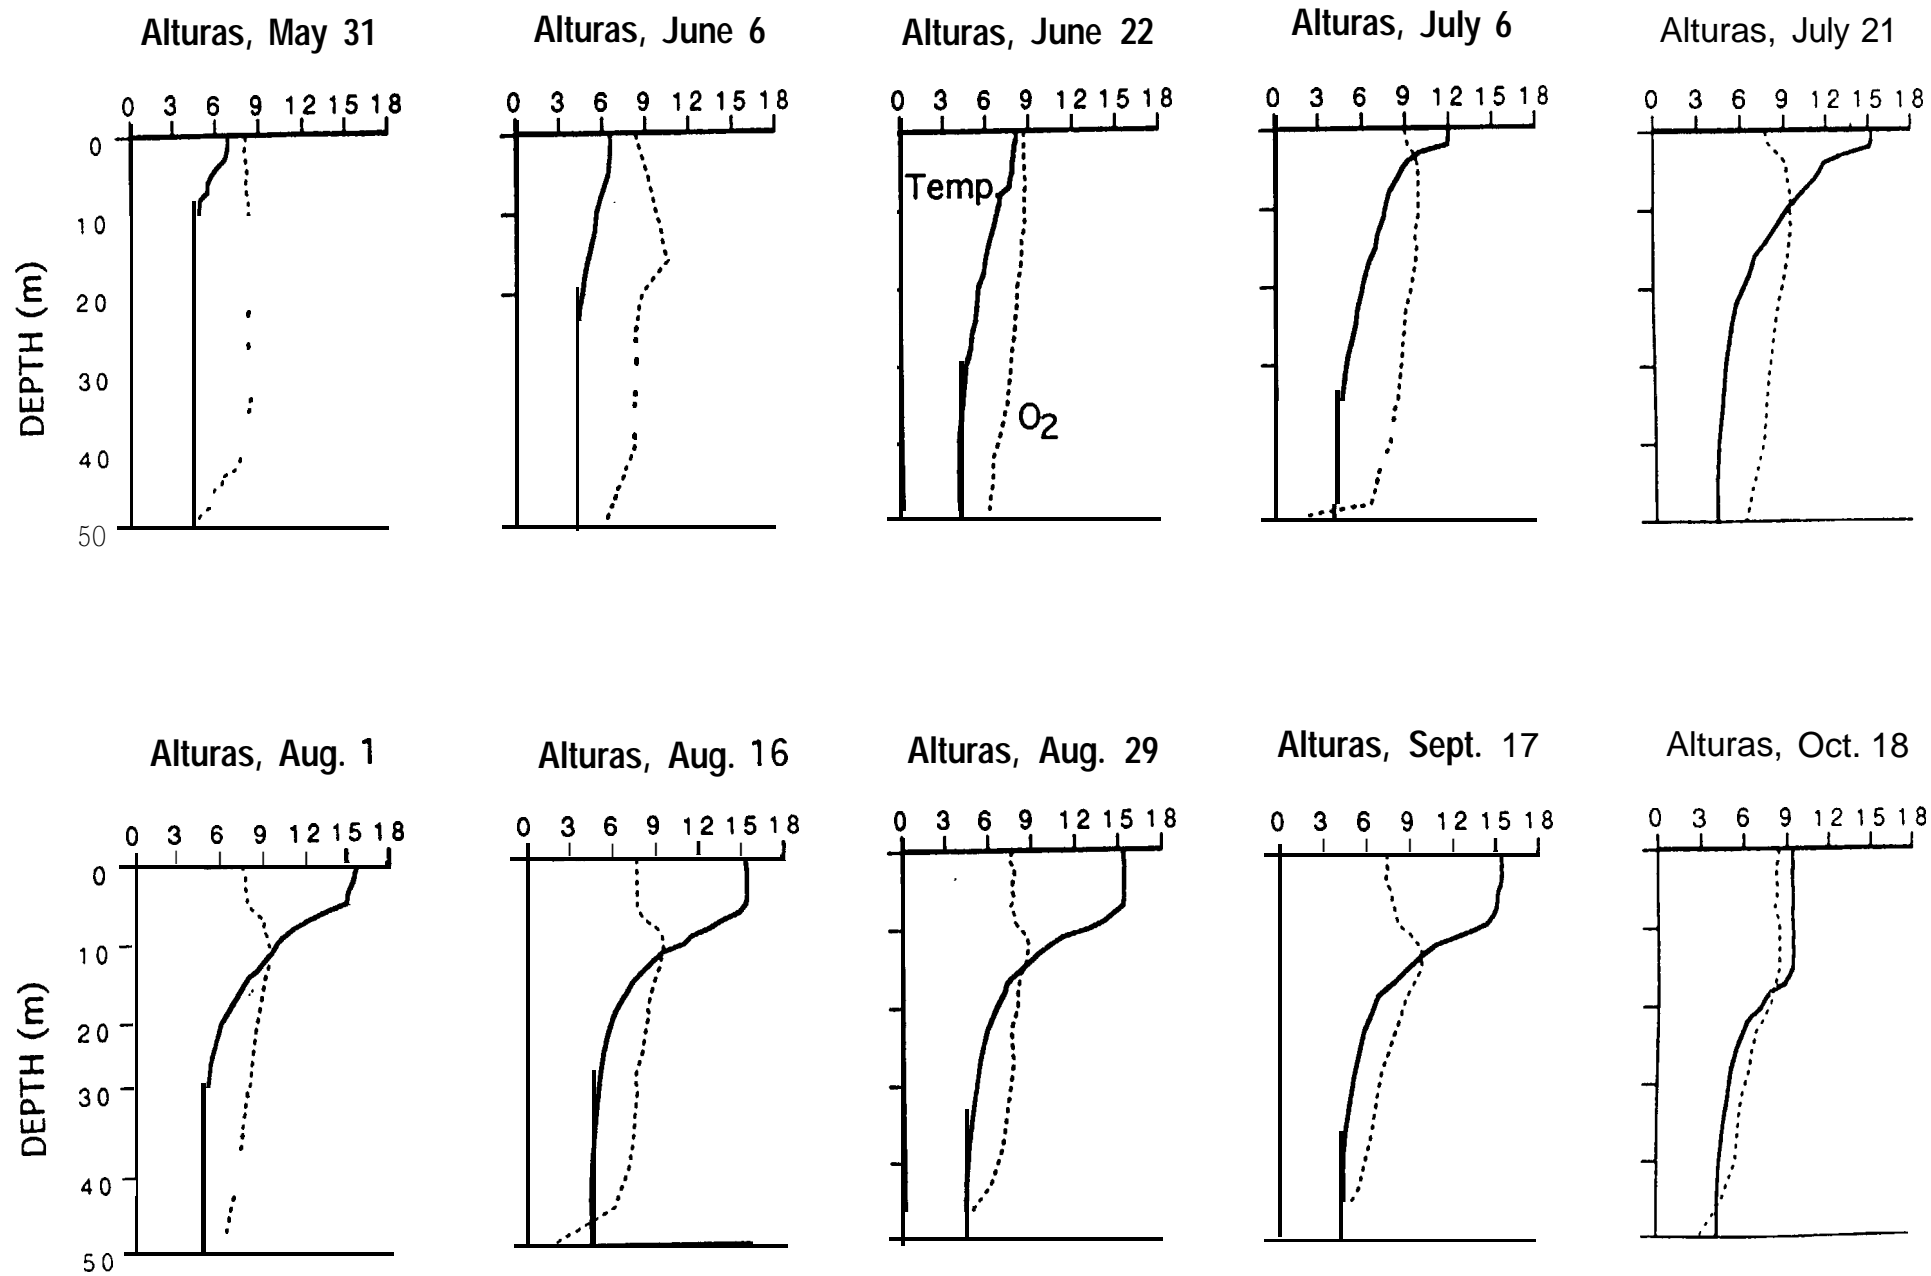 Alturas, May 31
Alturas, June 6
Alturas, June 22
Alturas, July 6
Alturas, July 21
0 3 6 9 12 15 18
0 3 6 9 12 15 18
0 3 6 9 12 15 18
0 3 6 9 12 15 18
0 3 6 9 12 15 18
DEPTH (m)
0
10
20
30
40
50
Temp
O2
Alturas, Aug. 1
Alturas, Aug. 16
Alturas, Aug. 29
Alturas, Sept. 17
Alturas, Oct. 18
0 3 6 9 12 15 18
0 3 6 9 12 15 18
0 3 6 9 12 15 18
0 3 6 9 12 15 18
0 3 6 9 12 15 18
DEPTH (m)
0
10
20
30
40
50